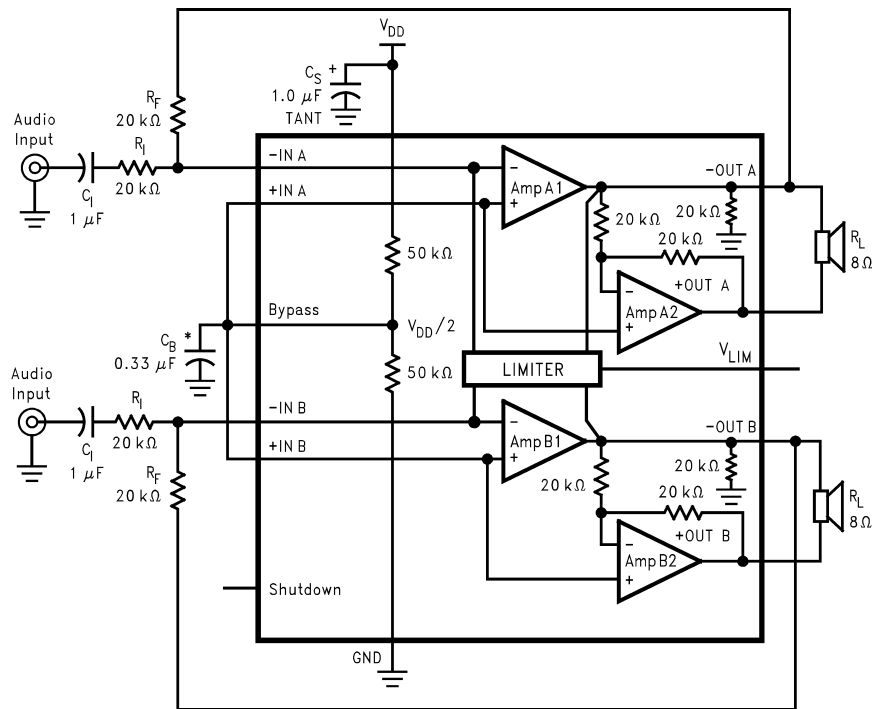 V_DD
C_S +
1.0 μF
TANT
R_F
20 kΩ
Audio
Input
R_I
20 kΩ
C_I
1 μF
-IN A
+IN A
−
Amp A1
+
-OUT A
20 kΩ
20 kΩ
20 kΩ
R_L
8Ω
50 kΩ
+OUT A
−
Amp A2
+
Bypass
V_DD/2
C_B *
0.33 μF
50 kΩ
LIMITER
V_LIM
Audio
Input
R_I
20 kΩ
C_I
1 μF
R_F
20 kΩ
-IN B
+IN B
−
Amp B1
+
-OUT B
20 kΩ
20 kΩ
20 kΩ
R_L
8Ω
+OUT B
−
Amp B2
+
Shutdown
GND